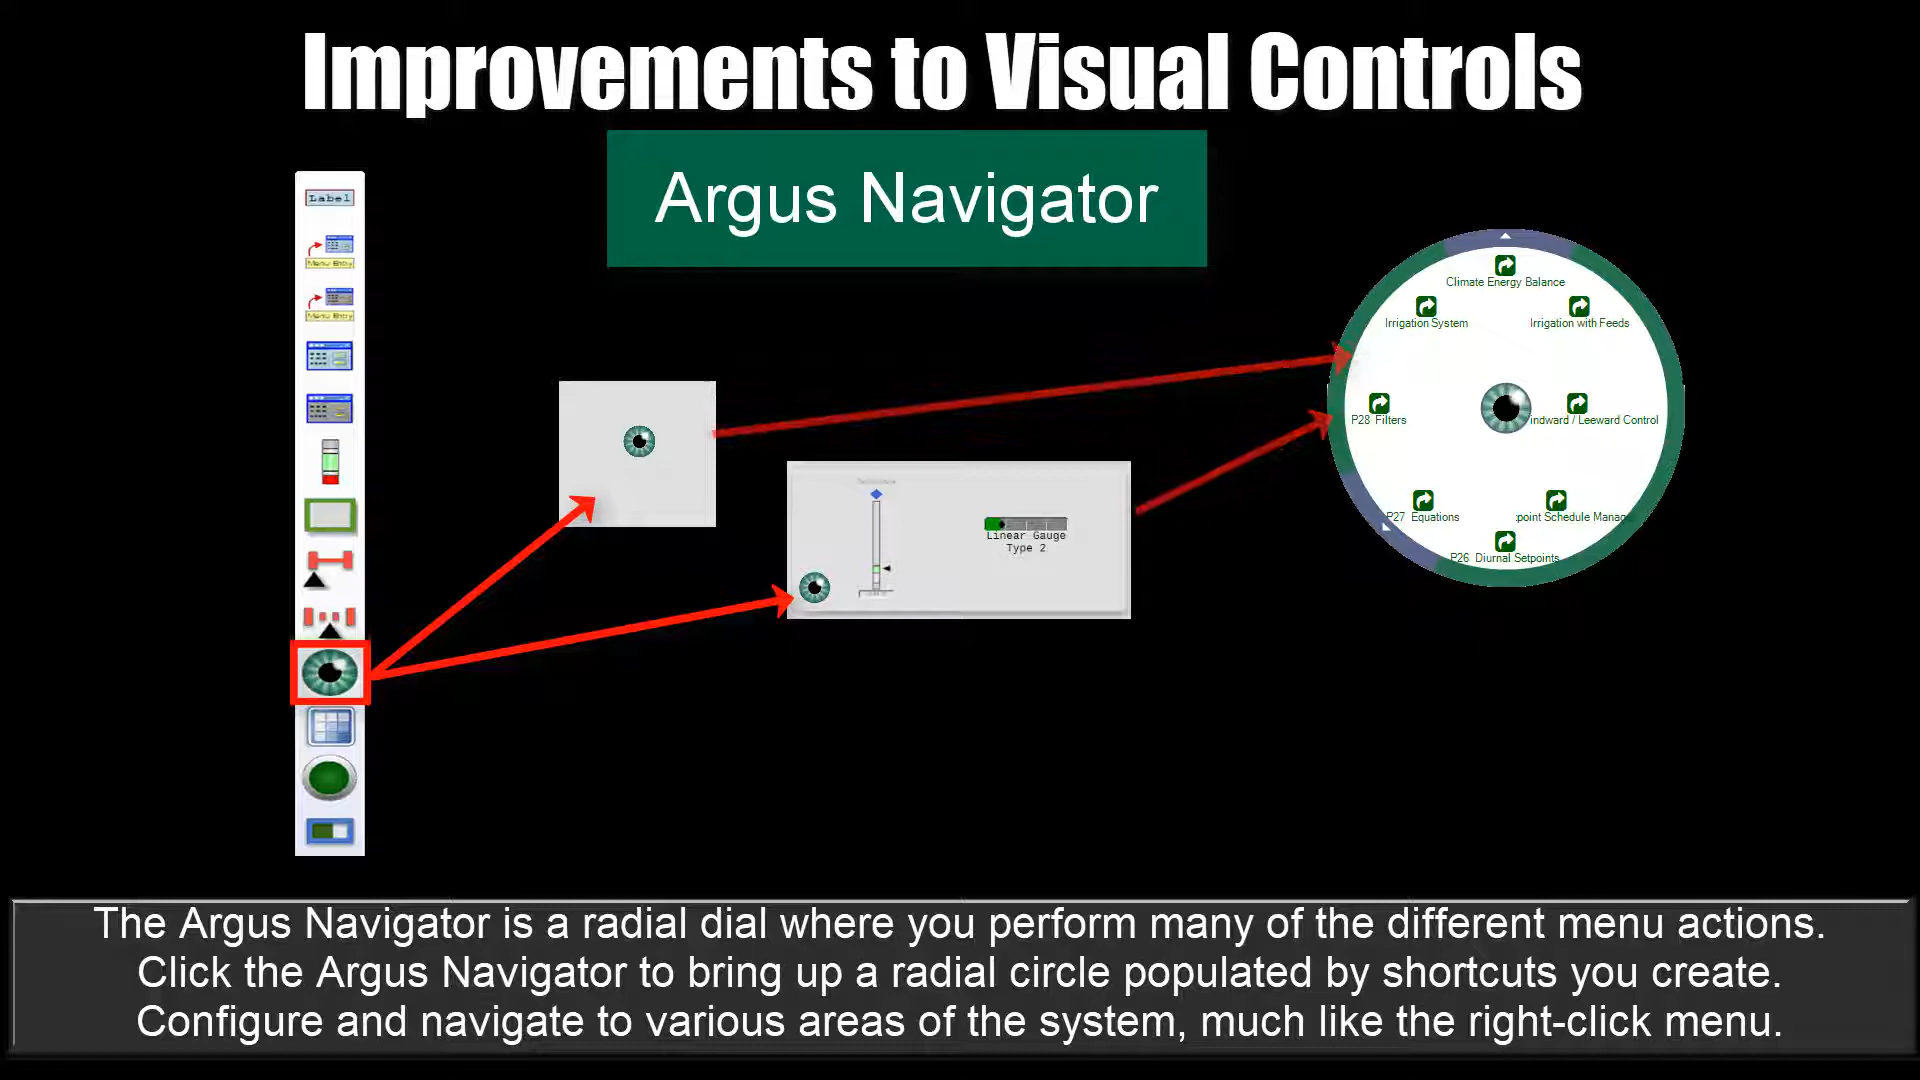 Improvements to Visual Controls
Argus Navigator
Label
Menu Entry
Menu Entry
Climate Energy Balance
Irrigation System
Irrigation with Feeds
P28 Filters
indward / Leeward Control
P27 Equations
point Schedule Manag
P26 Diurnal Setpoints
Linear Gauge
Type 2
The Argus Navigator is a radial dial where you perform many of the different menu actions.
Click the Argus Navigator to bring up a radial circle populated by shortcuts you create.
Configure and navigate to various areas of the system, much like the right-click menu.